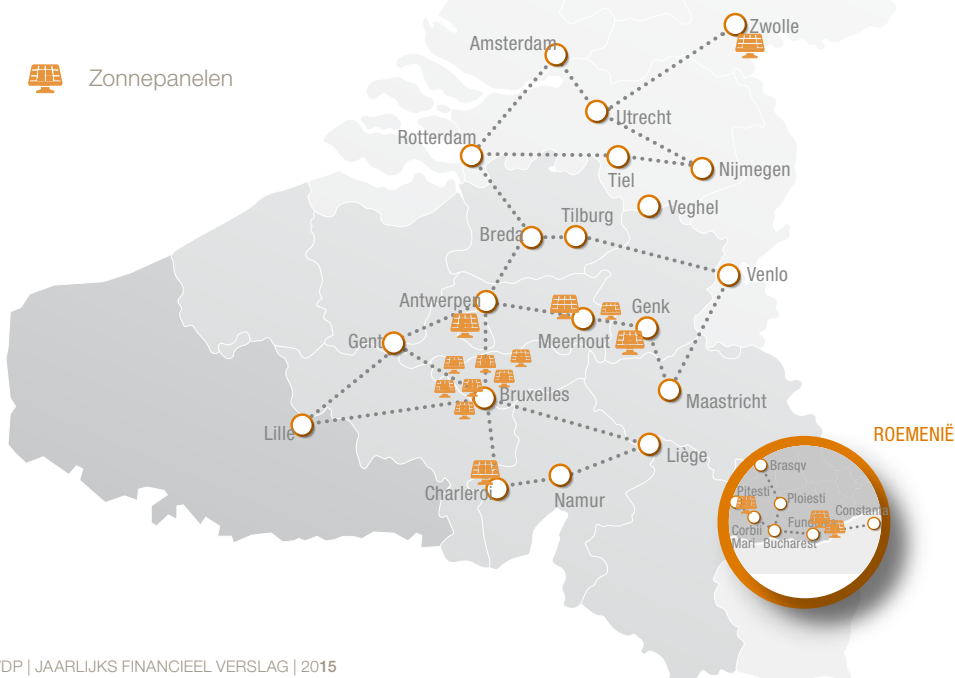 Zwolle
Amsterdam
Zonnepanelen
Utrecht
Rotterdam
Nijmegen
Tiel
Veghel
Tilburg
Breda
Venlo
Antwerpen
Genk
Gent
Meerhout
Bruxelles
Maastricht
Lille
ROEMENIË
Liège
Brasqv
Charleroi
Namur
Pitesti
Ploiesti
Constama
Corbii
Mari
Bucharest
DP | JAARLIJKS FINANCIEEL VERSLAG | 2015